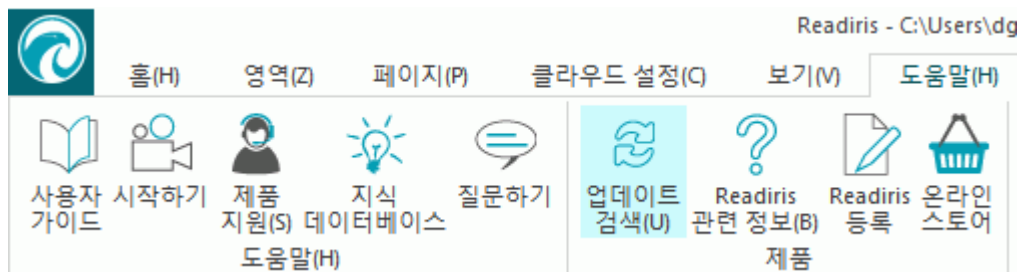 Readiris - C:\Users\dg
홈(H) 영역(Z) 페이지(P) 클라우드 설정(C) 보기(V) 도움말(H)
사용자 가이드
시작하기
제품 지원(S)
지식 데이터베이스
질문하기
업데이트 검색(U)
Readiris 관련 정보(B)
Readiris 등록
온라인 스토어
도움말(H) 제품